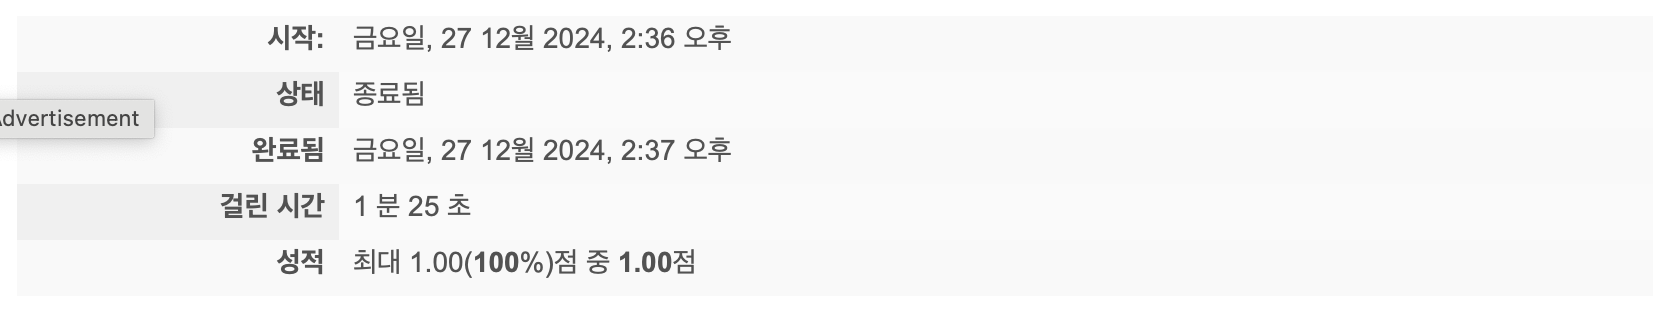 시작: 금요일, 27 12월 2024, 2:36 오후
상태 종료됨
dvertisement
완료됨 금요일, 27 12월 2024, 2:37 오후
걸린 시간 1 분 25 초
성적 최대 1.00(100%)점 중 1.00점